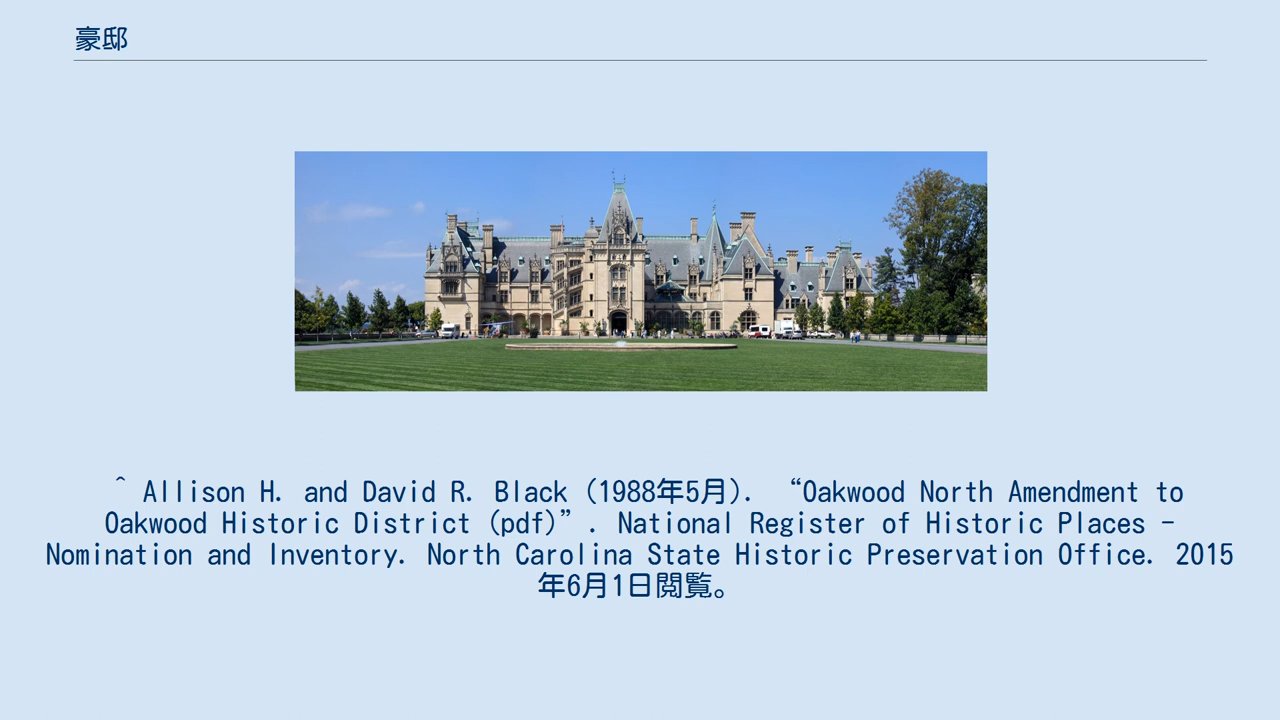 豪邸
^ Allison H. and David R. Black (1988年5月). “Oakwood North Amendment to
Oakwood Historic District (pdf)”. National Register of Historic Places -
Nomination and Inventory. North Carolina State Historic Preservation Office. 2015
年6月1日閲覧。